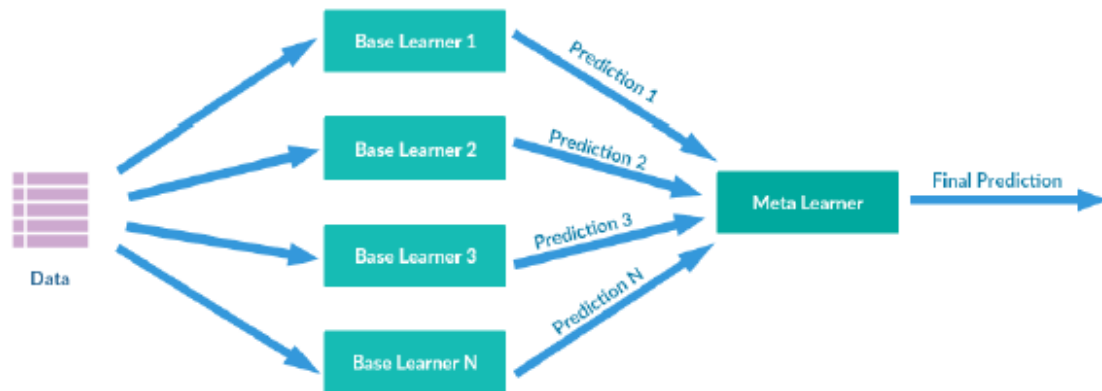 Base Learner 1
Prediction 1
Base Learner 2
Prediction 2
Meta Learner
Final Prediction
Base Learner 3
Prediction 3
Data
Base Learner N
Prediction N